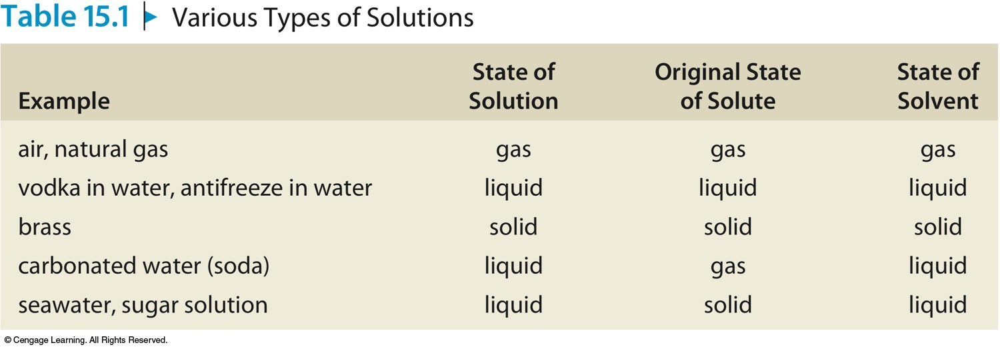 Table 15.1 Various Types of Solutions
Example State of Solution Original State of Solute State of Solvent
air, natural gas gas gas gas
vodka in water, antifreeze in water liquid liquid liquid
brass solid solid solid
carbonated water (soda) liquid gas liquid
seawater, sugar solution liquid solid liquid
© Cengage Learning. All Rights Reserved.